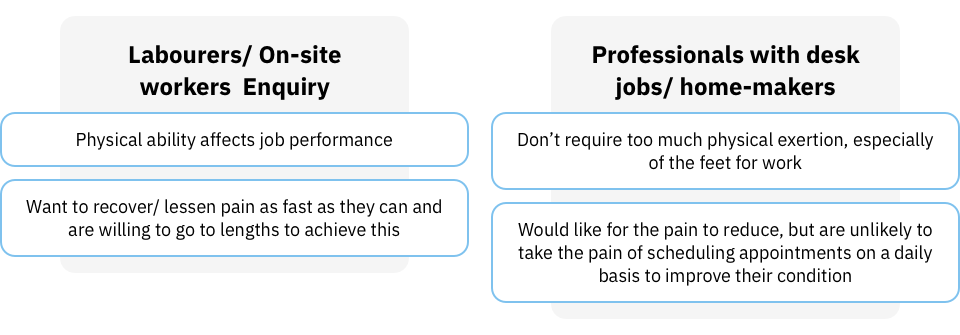 Labourers/ On-site
workers  Enquiry
Physical ability affects job performance
Want to recover/ lessen pain as fast as they can and
are willing to go to lengths to achieve this
Professionals with desk
jobs/ home-makers
Don’t require too much physical exertion, especially
of the feet for work
Would like for the pain to reduce, but are unlikely to
take the pain of scheduling appointments on a daily
basis to improve their condition